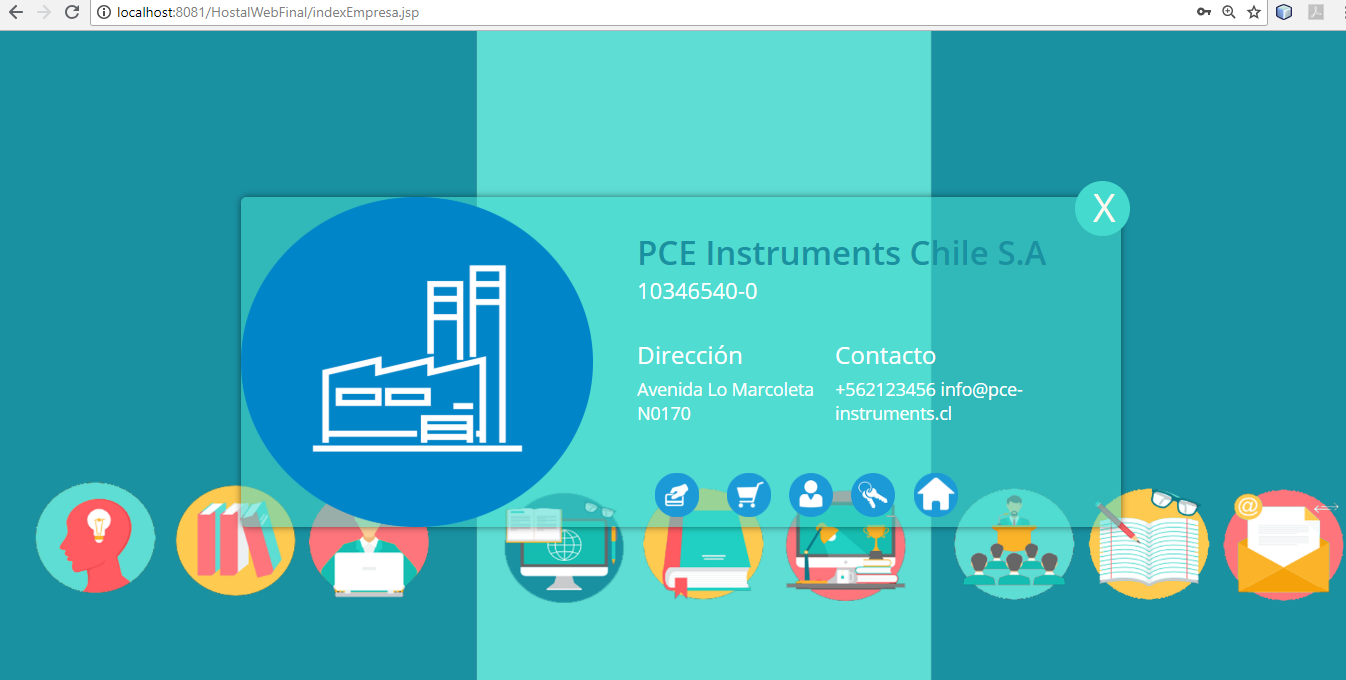 localhost:8081/HostalWebFinal/indexEmpresa.jsp
X
PCE Instruments Chile S.A
10346540-0
Dirección
Avenida Lo Marcoleta
N0170
Contacto
+562123456 info@pce-
instruments.cl
@